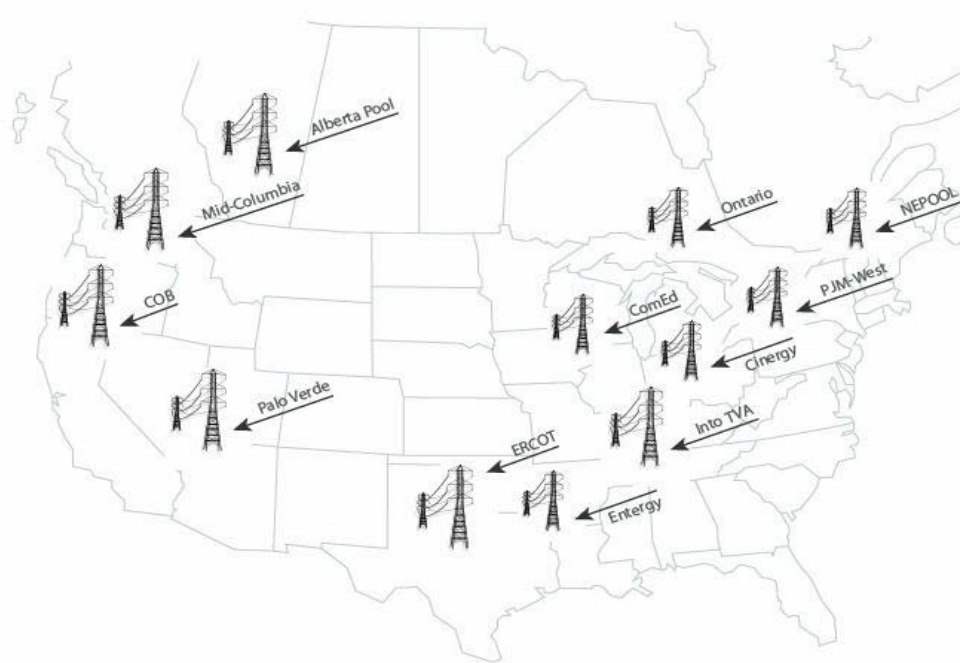 Alberta Pool
Mid-Columbia
Ontario
NEPOOL
COB
ComEd
PJM-West
Cinergy
Palo Verde
Into TVA
ERCOT
Entergy